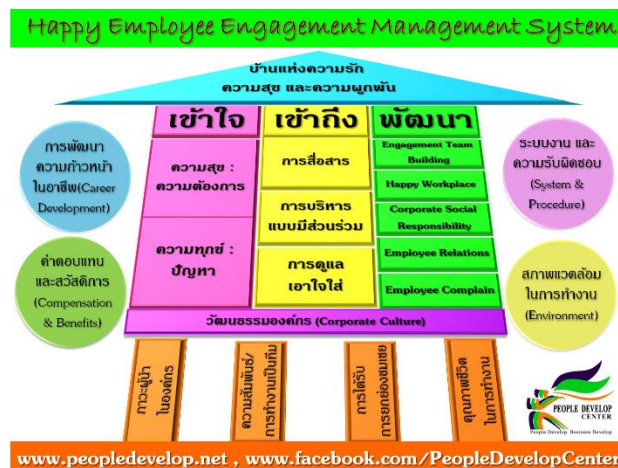 Happy Employee Engagement Management System
บ้านแห่งความรัก
ความสุข และความผูกพัน
เข้าใจ
เข้าถึง
พัฒนา
การพัฒนา
ความก้าวหน้า
ในอาชีพ(Career
Development)
ค่าตอบแทน
และสวัสดิการ
(Compensation
& Benefits)
ความสุข :
ความต้องการ
ความทุกข์ :
ปัญหา
การสื่อสาร
การบริหาร
แบบมีส่วนร่วม
การดูแล
เอาใจใส่
Engagement Team
Building
Happy Workplace
Corporate Social
Responsibility
Employee Relations
Employee Complain
ระบบงาน และ
ความรับผิดชอบ
(System &
Procedure)
สภาพแวดล้อม
ในการทำงาน
(Environment)
วัฒนธรรมองค์กร (Corporate Culture)
ภาวะผู้นำ
ในองค์กร
ความสัมพันธ์/
การทำงานเป็นทีม
การได้รับ
การยกย่องชมเชย
คุณภาพชีวิต
ในการทำงาน
PEOPLE DEVELOP
CENTER
People Develop, Business Develop
www.peopledevelop.net , www.facebook.com/PeopleDevelopCenter